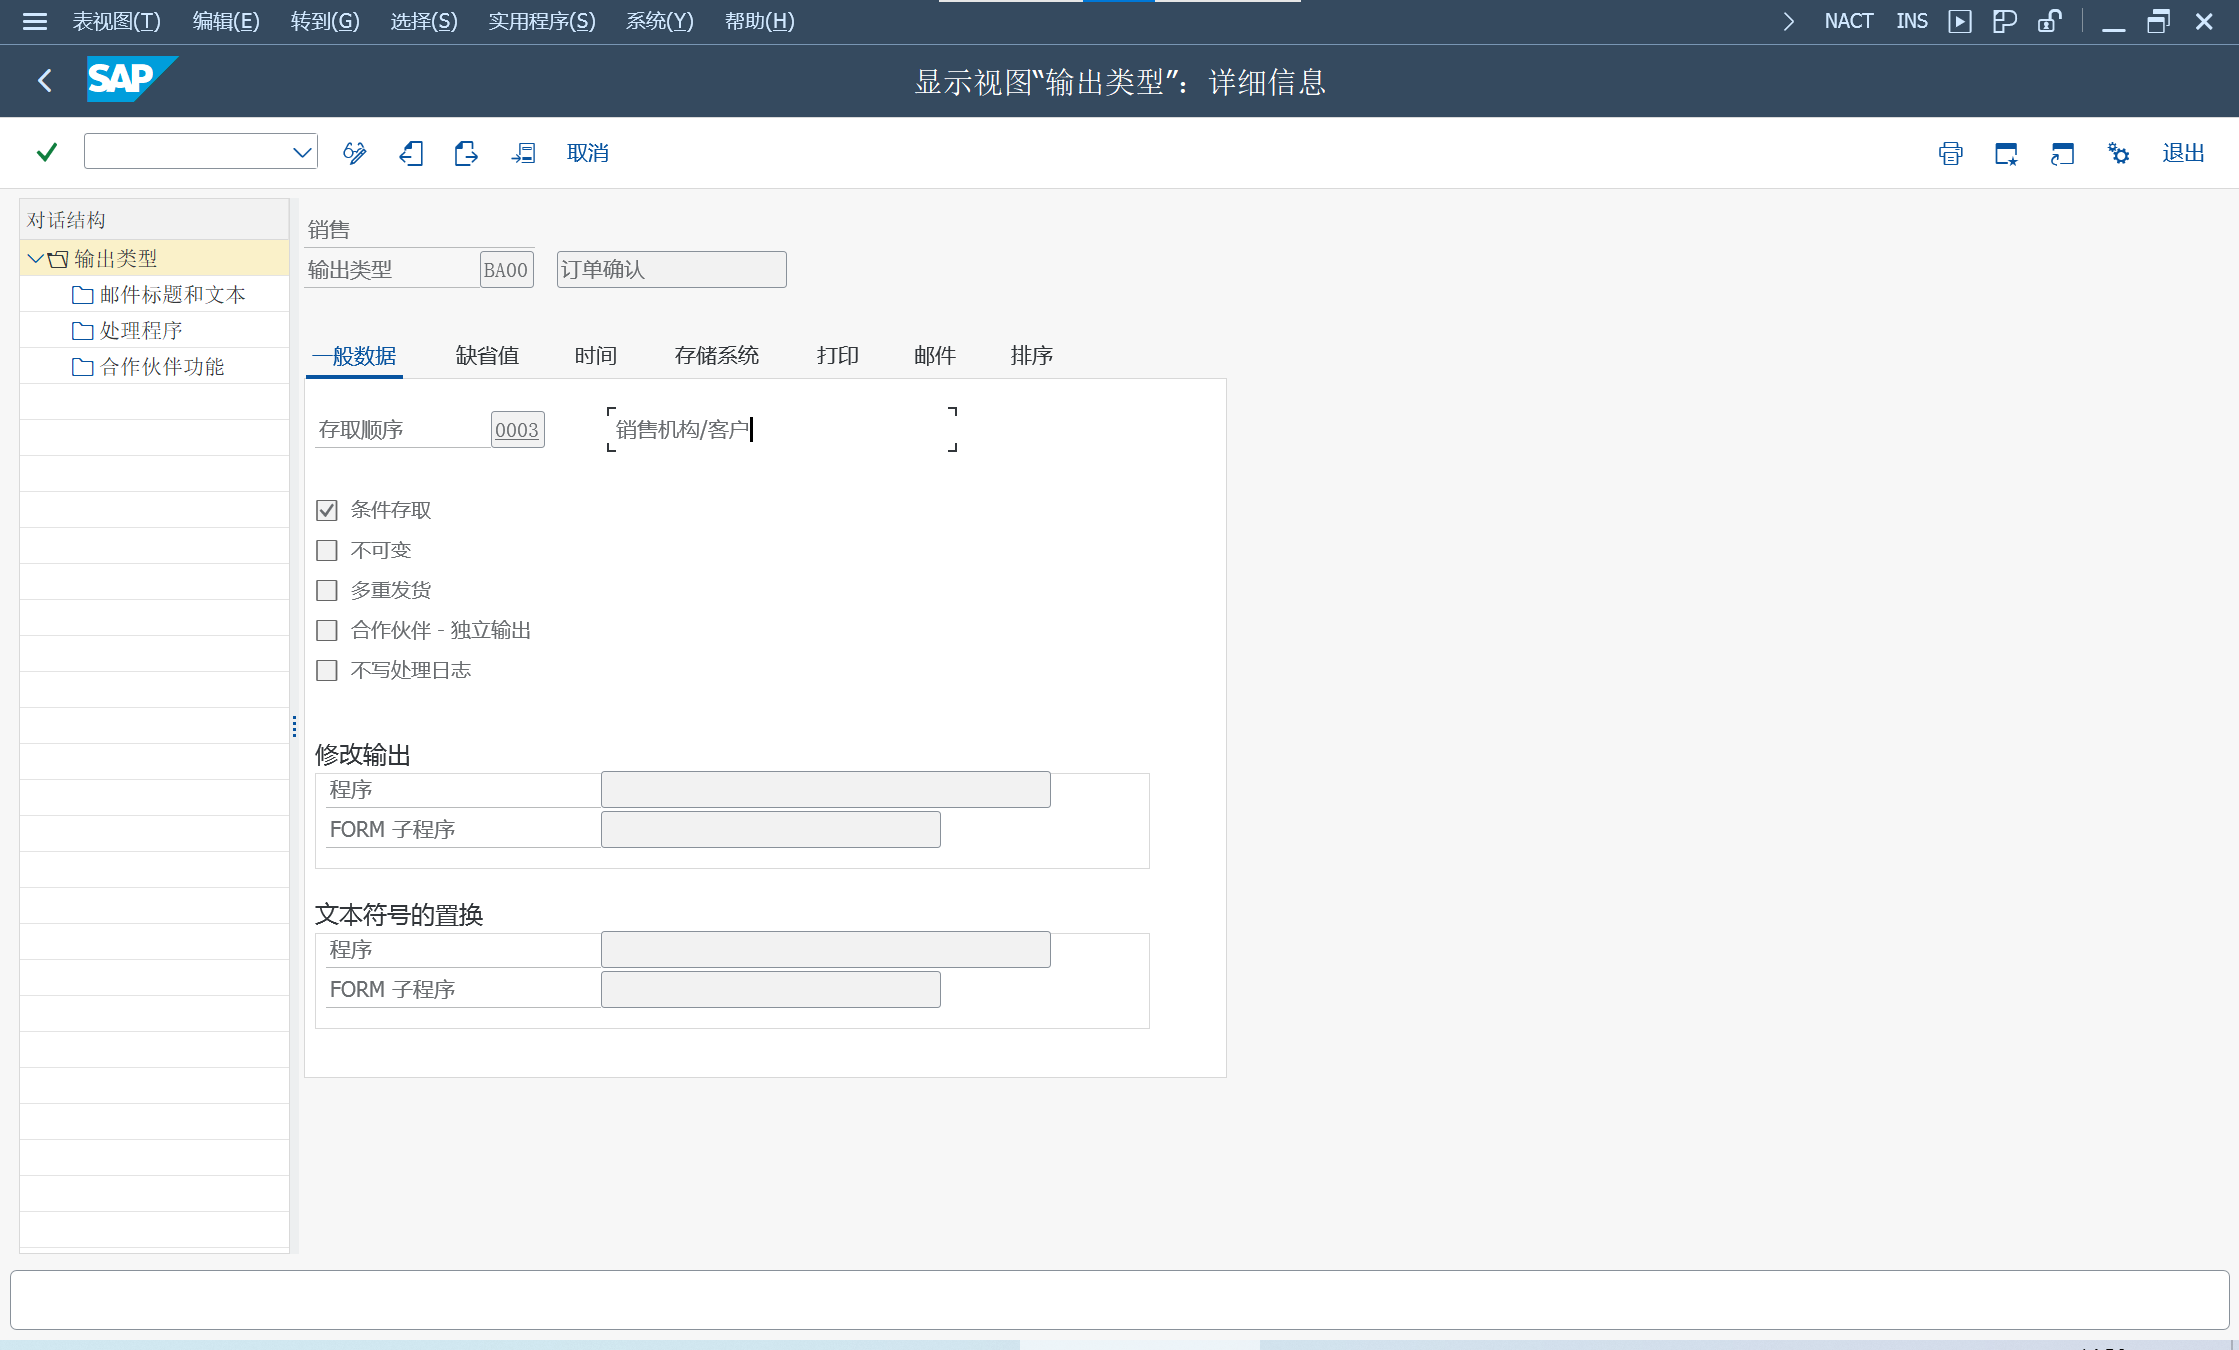 表视图(T) 编辑(E) 转到(G) 选择(S) 实用程序(S) 系统(Y) 帮助(H) NACT INS
SAP 显示视图“输出类型”：详细信息
取消 退出
对话结构
输出类型
邮件标题和文本
处理程序
合作伙伴功能
销售
输出类型 BA00 订单确认
一般数据 缺省值 时间 存储系统 打印 邮件 排序
存取顺序 0003 销售机构/客户
条件存取
不可变
多重发货
合作伙伴 - 独立输出
不写处理日志
修改输出
程序
FORM 子程序
文本符号的置换
程序
FORM 子程序